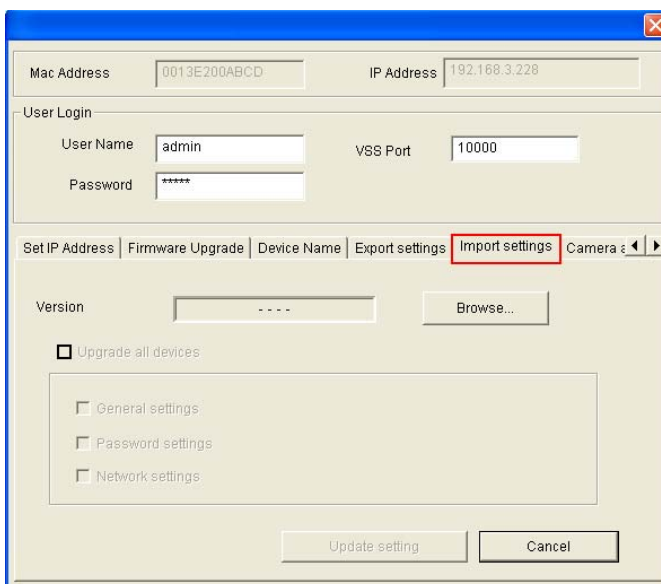 Mac Address 0013E200ABCD IP Address 192.168.3.228
User Login
User Name admin VSS Port 10000
Password *****
Set IP Address Firmware Upgrade Device Name Export settings Import settings Camera a
Version - - - - Browse...
Upgrade all devices
General settings
Password settings
Network settings
Update setting Cancel